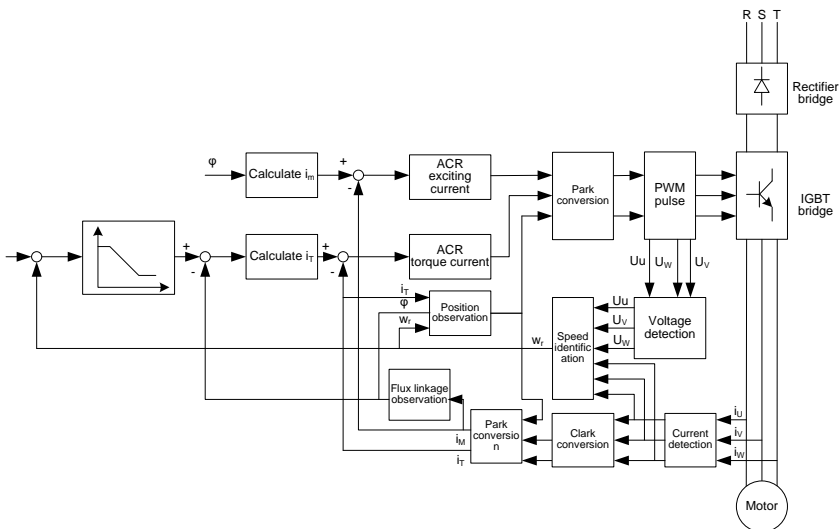 R S T
Rectifier
bridge
φ
Calculate iₘ
+
-
ACR
exciting
current
Park
conversion
PWM
pulse
IGBT
bridge
+
-
Calculate i_T
+
-
ACR
torque current
Uu
U_W
U_V
i_T
φ
w_r
Position
observation
w_r
Speed
identific
ation
Uu
U_V
U_W
Voltage
detection
Flux linkage
observation
i_M
i_T
Park
conversio
n
Clark
conversion
Current
detection
i_U
i_V
i_W
Motor